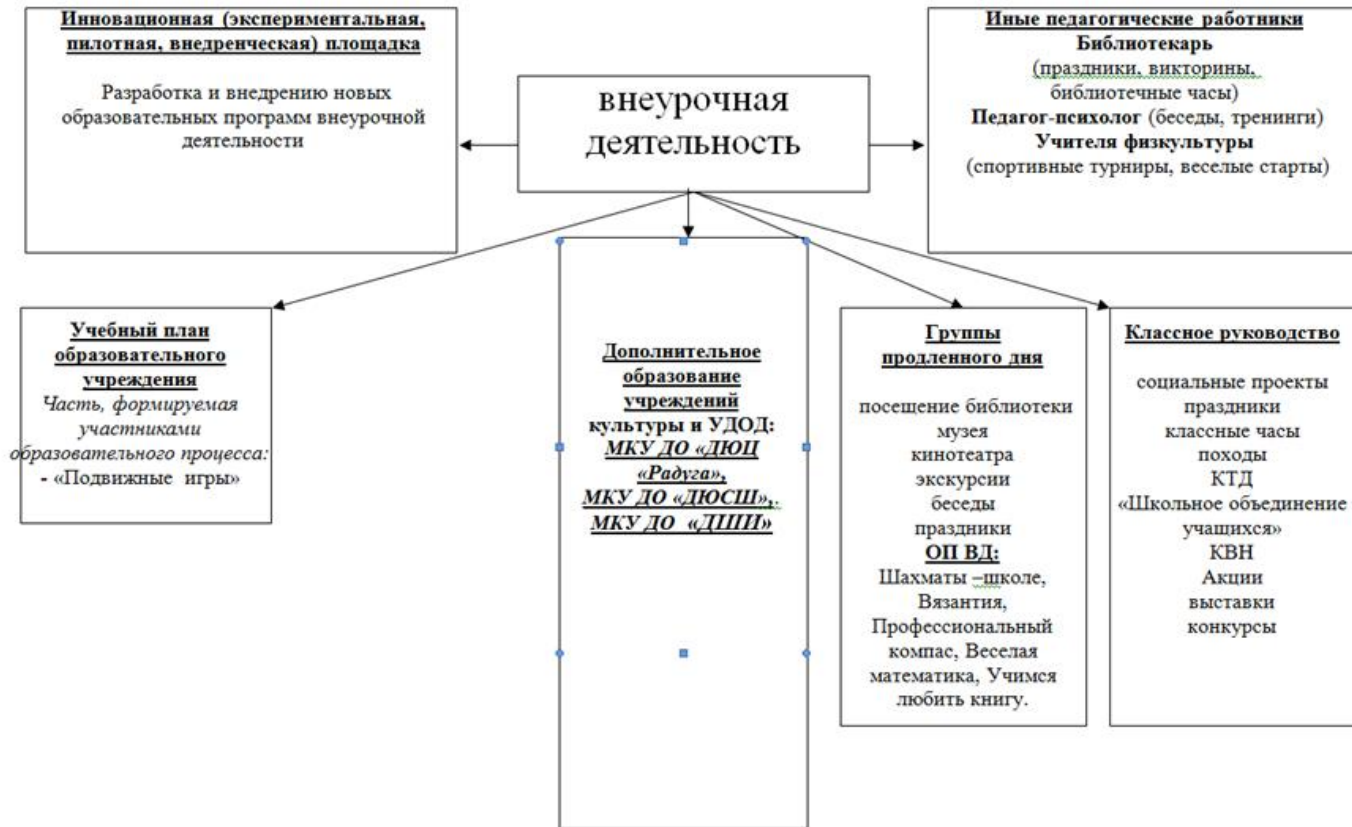 Инновационная (экспериментальная,
пилотная, внедренческая) площадка
Разработка и внедрению новых
образовательных программ внеурочной
деятельности
внеурочная
деятельность
Иные педагогические работники
Библиотекарь
(праздники, викторины,
библиотечные часы)
Педагог-психолог (беседы, тренинги)
Учителя физкультуры
(спортивные турниры, веселые старты)
Учебный план
образовательного
учреждения
Часть, формируемая
участниками
образовательного процесса:
- «Подвижные игры»
Дополнительное
образование
учреждений
культуры и УДОД:
МКУ ДО «ДЮЦ
«Радуга»,
МКУ ДО «ДЮСШ»,.
МКУ ДО «ДШИ»
Группы
продленного дня
посещение библиотеки
музея
кинотеатра
экскурсии
беседы
праздники
ОП ВД:
Шахматы –школе,
Вязантия,
Профессиональный
компас, Веселая
математика, Учимся
любить книгу.
Классное руководство
социальные проекты
праздники
классные часы
походы
КТД
«Школьное объединение
учащихся»
КВН
Акции
выставки
конкурсы